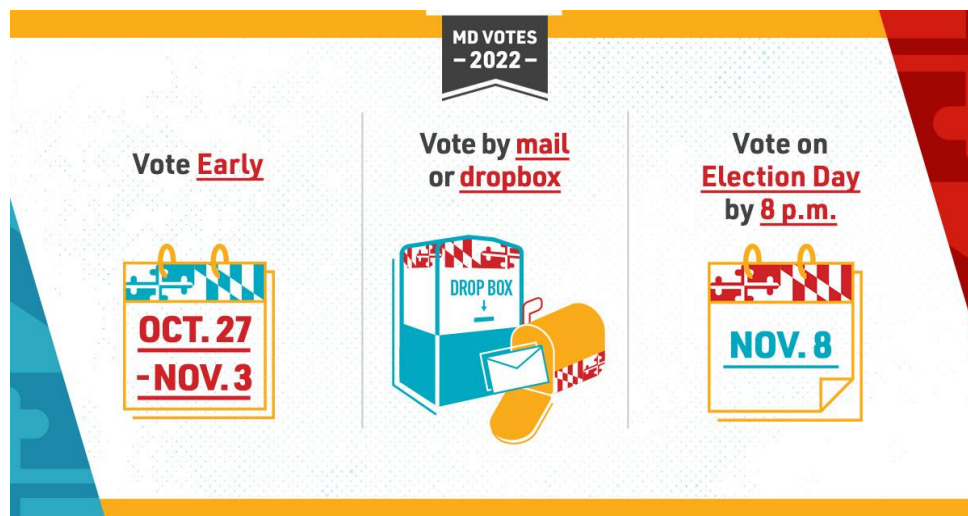 MD VOTES
– 2022 –
Vote Early
OCT. 27
-NOV. 3
Vote by mail
or dropbox
DROP BOX
Vote on
Election Day
by 8 p.m.
NOV. 8